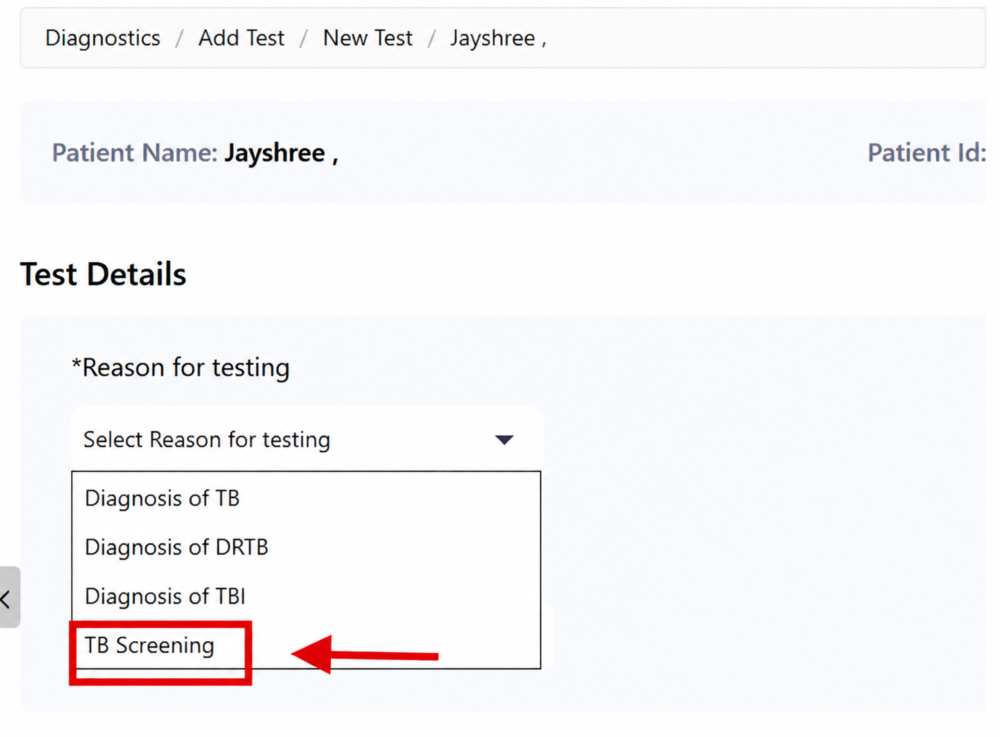 Diagnostics / Add Test / New Test / Jayshree ,
Patient Name: Jayshree , Patient Id:
Test Details
*Reason for testing
Select Reason for testing
Diagnosis of TB
Diagnosis of DRTB
Diagnosis of TBI
TB Screening